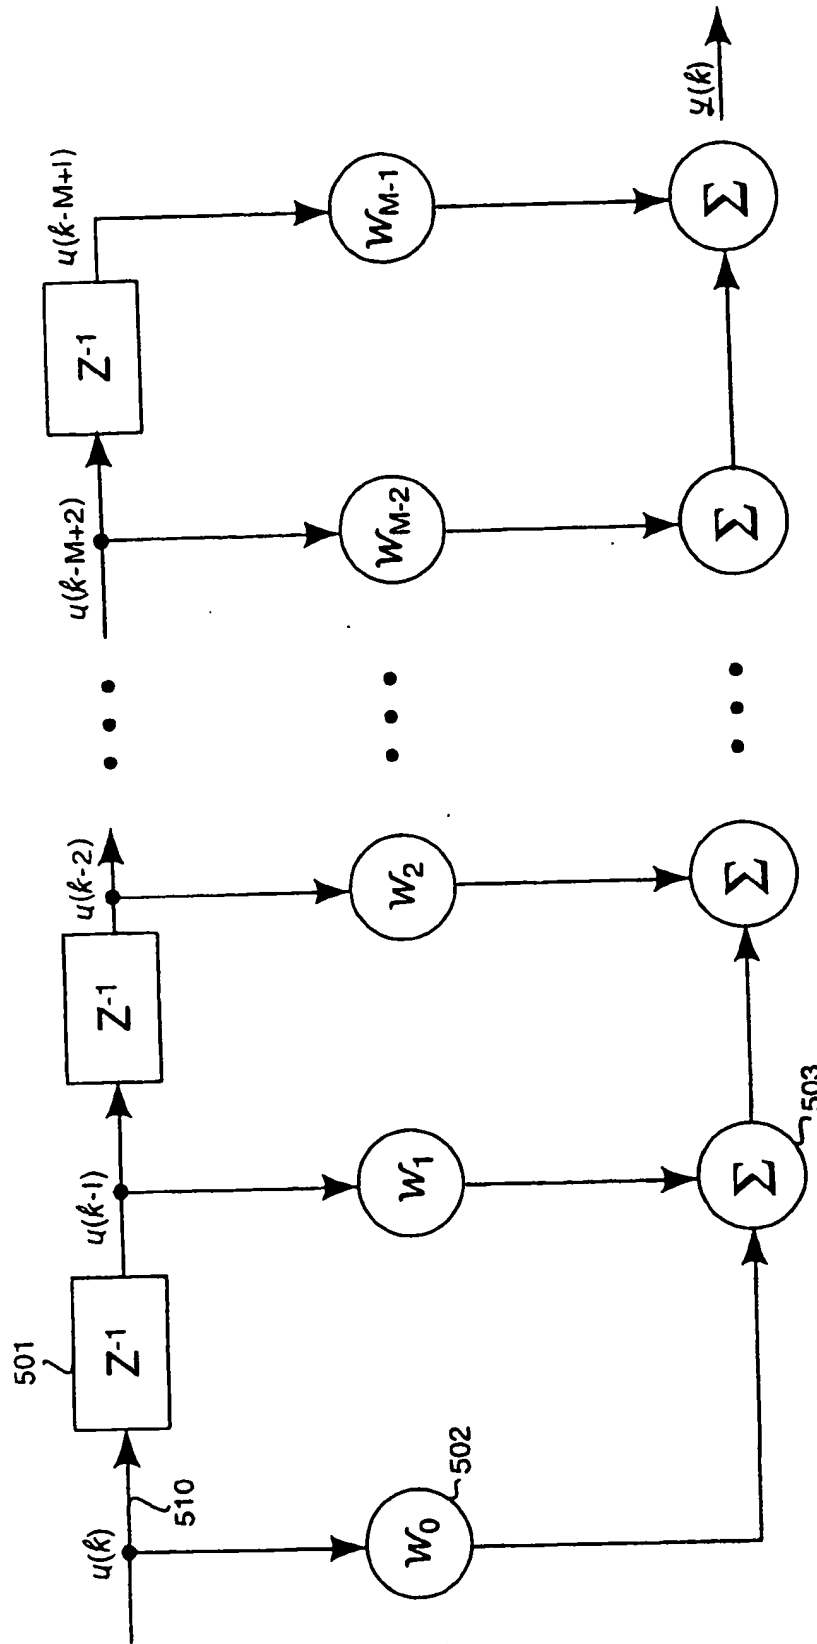 u(k)
510
501
Z-1
u(k-1)
Z-1
u(k-2)
u(k-M+2)
Z-1
u(k-M+1)
W0
502
W1
W2
WM-2
WM-1
Σ
503
Σ
Σ
Σ
y(k)